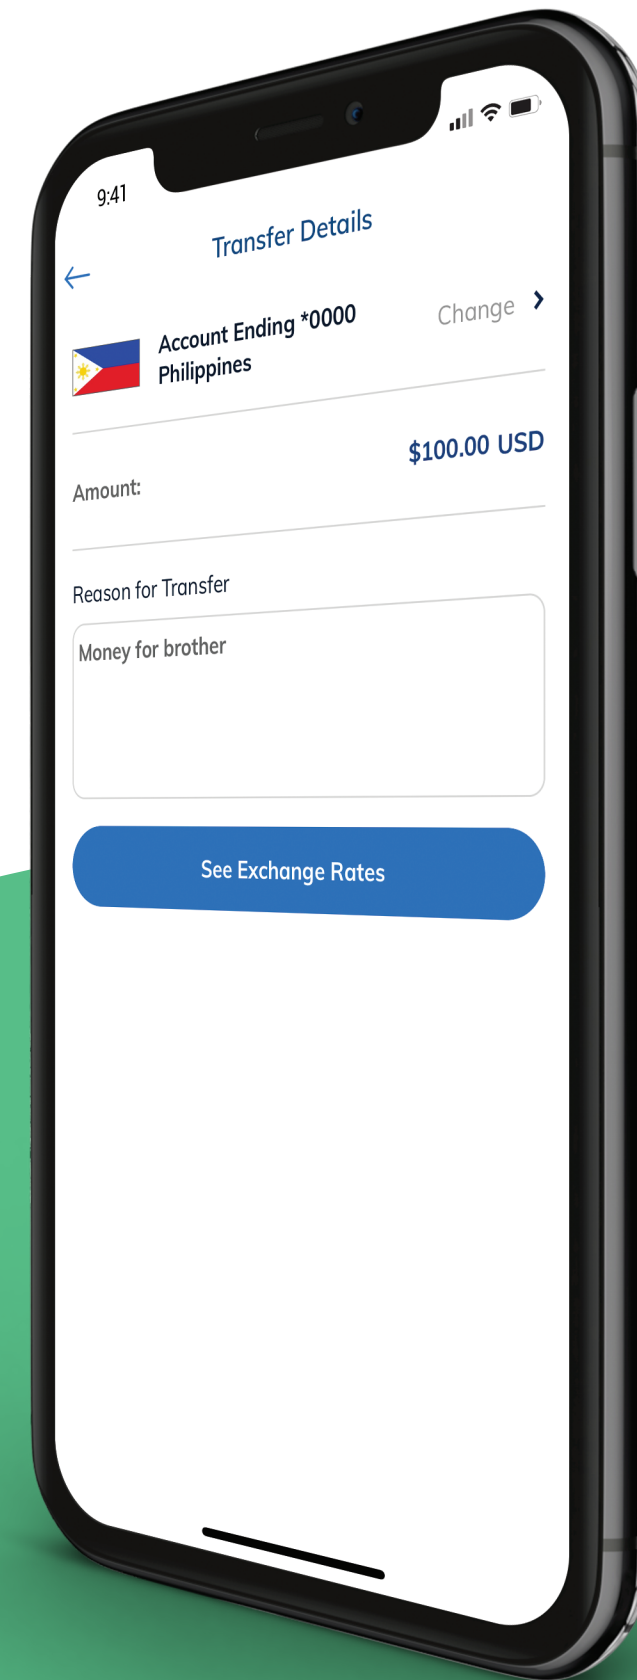 9:41
Transfer Details
Account Ending *0000
Change
Philippines
Amount:
$100.00 USD
Reason for Transfer
Money for brother
See Exchange Rates